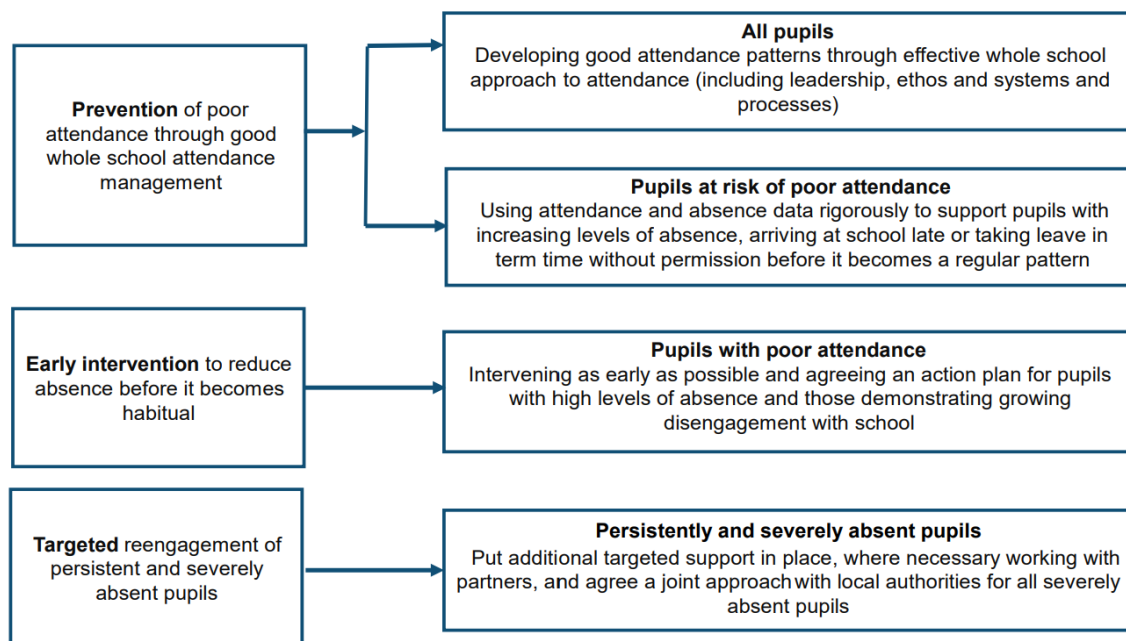 Prevention of poor
attendance through good
whole school attendance
management
All pupils
Developing good attendance patterns through effective whole school
approach to attendance (including leadership, ethos and systems and
processes)
Pupils at risk of poor attendance
Using attendance and absence data rigorously to support pupils with
increasing levels of absence, arriving at school late or taking leave in
term time without permission before it becomes a regular pattern
Early intervention to reduce
absence before it becomes
habitual
Pupils with poor attendance
Intervening as early as possible and agreeing an action plan for pupils
with high levels of absence and those demonstrating growing
disengagement with school
Targeted reengagement of
persistent and severely
absent pupils
Persistently and severely absent pupils
Put additional targeted support in place, where necessary working with
partners, and agree a joint approach with local authorities for all severely
absent pupils